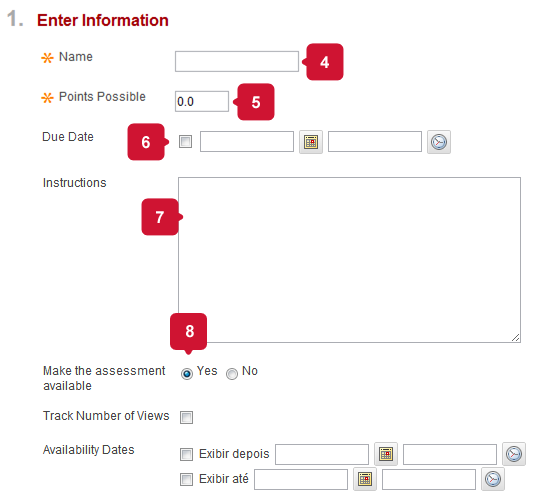 1. Enter Information
Name
4
Points Possible
0.0
5
Due Date
6
Instructions
7
8
Make the assessment available
Yes
No
Track Number of Views
Availability Dates
Exibir depois
Exibir até